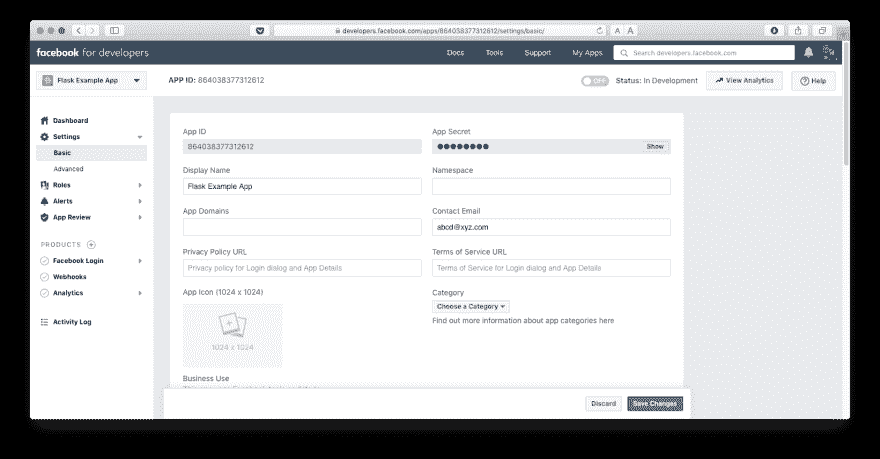 developers.facebook.com/apps/864038377312612/settings/basic/
A A
facebook for developers
Docs Tools Support My Apps Search developers.facebook.com
Flask Example App
APP ID: 864038377312612
OFF Status: In Development View Analytics Help
Dashboard
Settings
Basic
Advanced
Roles
Alerts
App Review
PRODUCTS
Facebook Login
Webhooks
Analytics
Activity Log
App ID
864038377312612
App Secret
Show
Display Name
Flask Example App
Namespace
App Domains
Contact Email
abcd@xyz.com
Privacy Policy URL
Privacy policy for Login dialog and App Details
Terms of Service URL
Terms of Service for Login dialog and App Details
App Icon (1024 x 1024)
1024 x 1024
Category
Choose a Category
Find out more information about app categories here
Business Use
Discard Save Changes